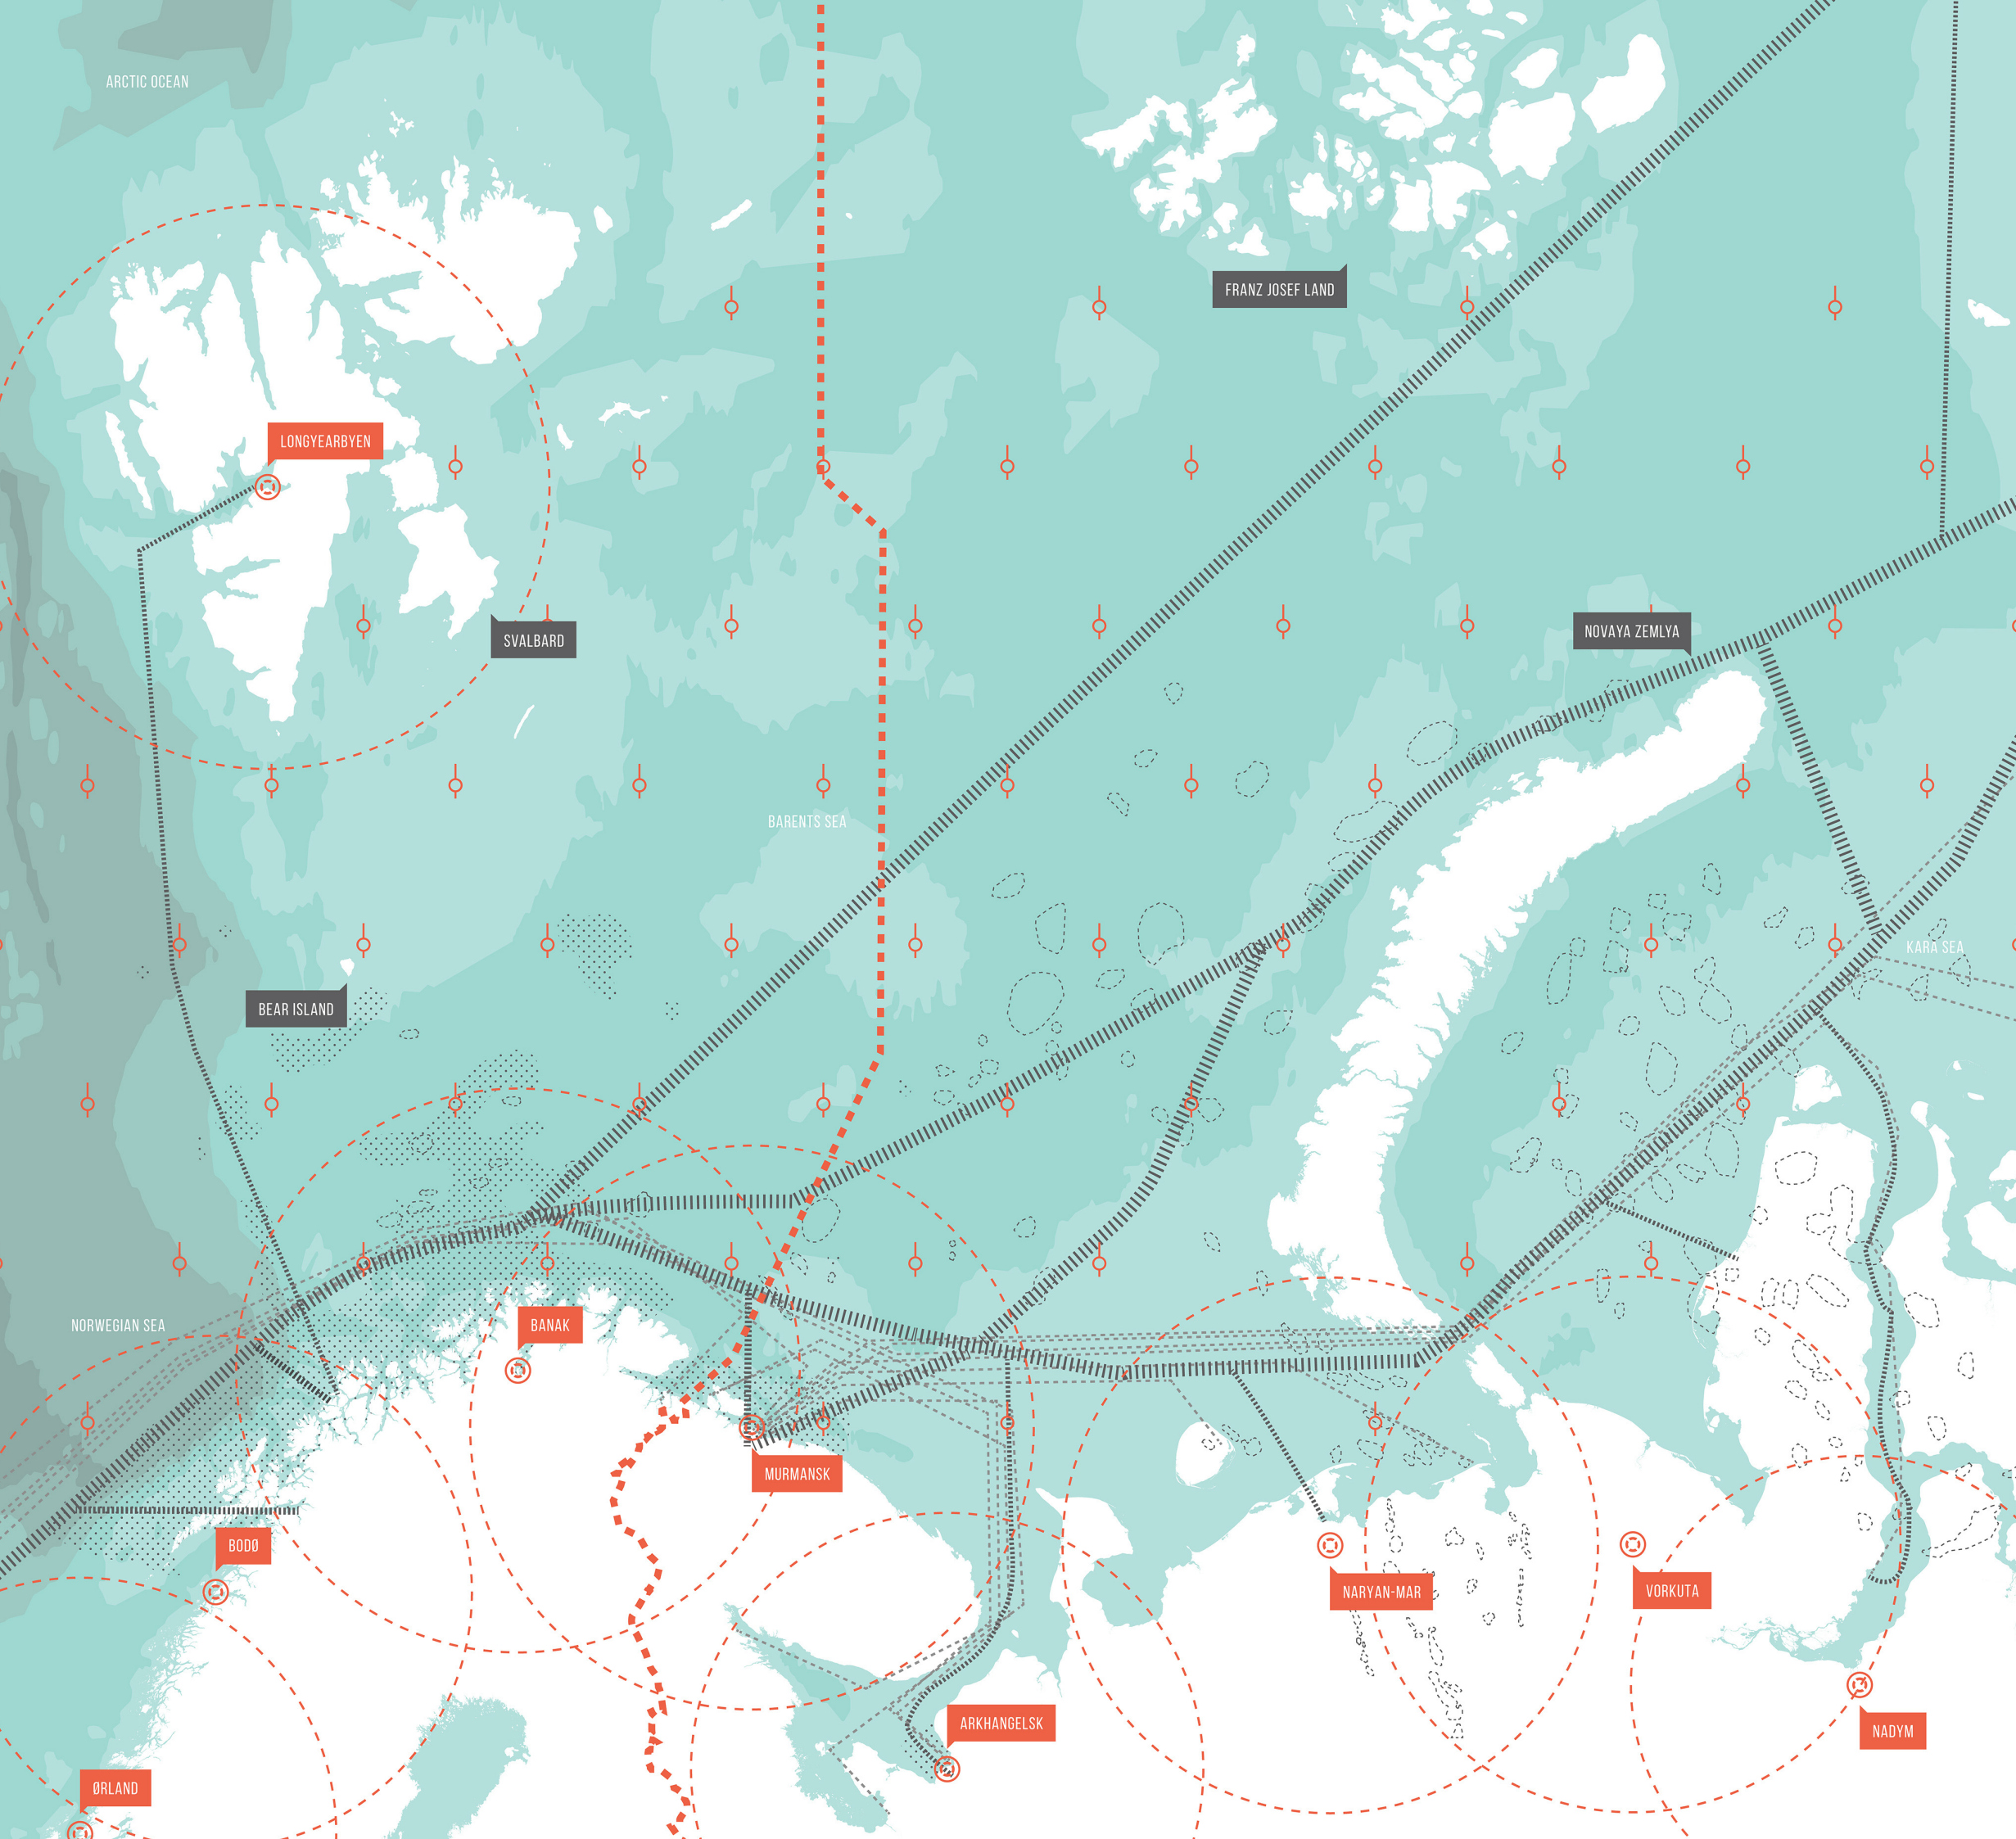 ARCTIC OCEAN
FRANZ JOSEF LAND
LONGYEARBYEN
NOVAYA ZEMLYA
SVALBARD
BARENTS SEA
KARA SEA
BEAR ISLAND
NORWEGIAN SEA
BANAK
MURMANSK
BODØ
NARYAN-MAR
VORKUTA
ARKHANGELSK
NADYM
ØRLAND